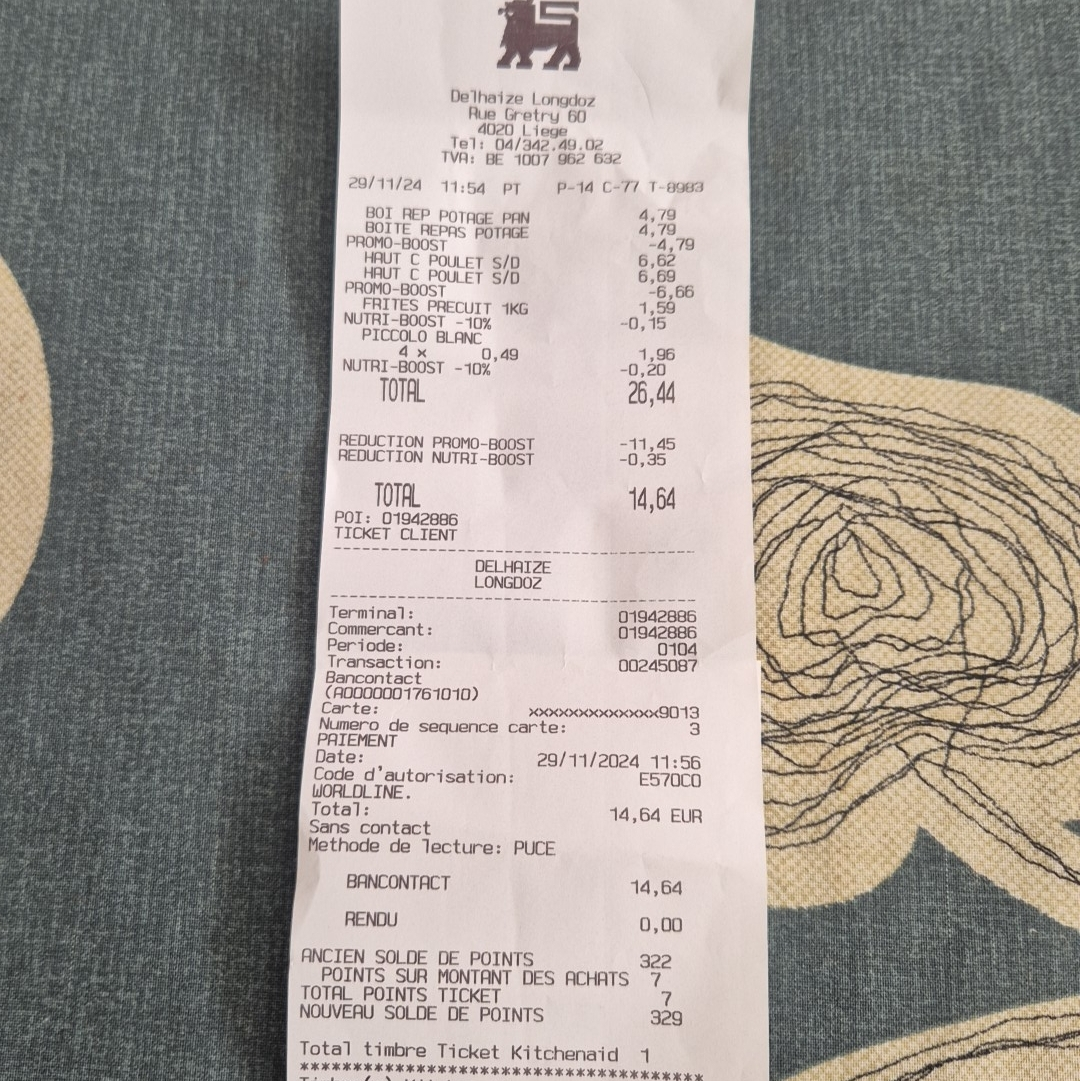 Delhaize Longdoz
Rue Gretry 60
4020 Liege
Tel: 04/342.49.02
TVA: BE 1007 962 632
29/11/24 11:54 PT P-14 C-77 T-8983
BOI REP POTAGE PAN 4,79
BOITE REPAS POTAGE 4,79
PROMO-BOOST -4,79
HAUT C POULET S/D 6,62
HAUT C POULET S/D 6,69
PROMO-BOOST -6,66
FRITES PRECUIT 1KG 1,59
NUTRI-BOOST -10% -0,15
PICCOLO BLANC
4 x 0,49 1,96
NUTRI-BOOST -10% -0,20
TOTAL 26,44
REDUCTION PROMO-BOOST -11,45
REDUCTION NUTRI-BOOST -0,35
TOTAL 14,64
POI: 01942886
TICKET CLIENT
DELHAIZE
LONGDOZ
Terminal: 01942886
Commercant: 01942886
Periode: 0104
Transaction: 00245087
Bancontact
(A0000001761010)
Carte: xxxxxxxxxxxxx9013
Numero de sequence carte: 3
PAIEMENT
Date: 29/11/2024 11:56
Code d'autorisation: E570C0
WORLDLINE.
Total: 14,64 EUR
Sans contact
Methode de lecture: PUCE
BANCONTACT 14,64
RENDU 0,00
ANCIEN SOLDE DE POINTS 322
POINTS SUR MONTANT DES ACHATS 7
TOTAL POINTS TICKET 7
NOUVEAU SOLDE DE POINTS 329
Total timbre Ticket Kitchenaid 1